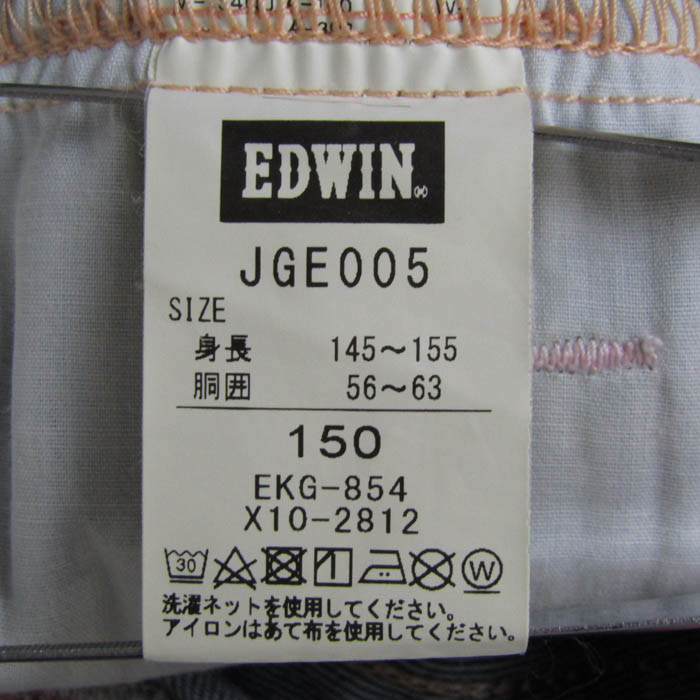 EDWIN
JGE005
SIZE
身長 145～155
胴囲 56～63
150
EKG-854
X10-2812
30 W
洗濯ネットを使用してください。
アイロンはあて布を使用してください。